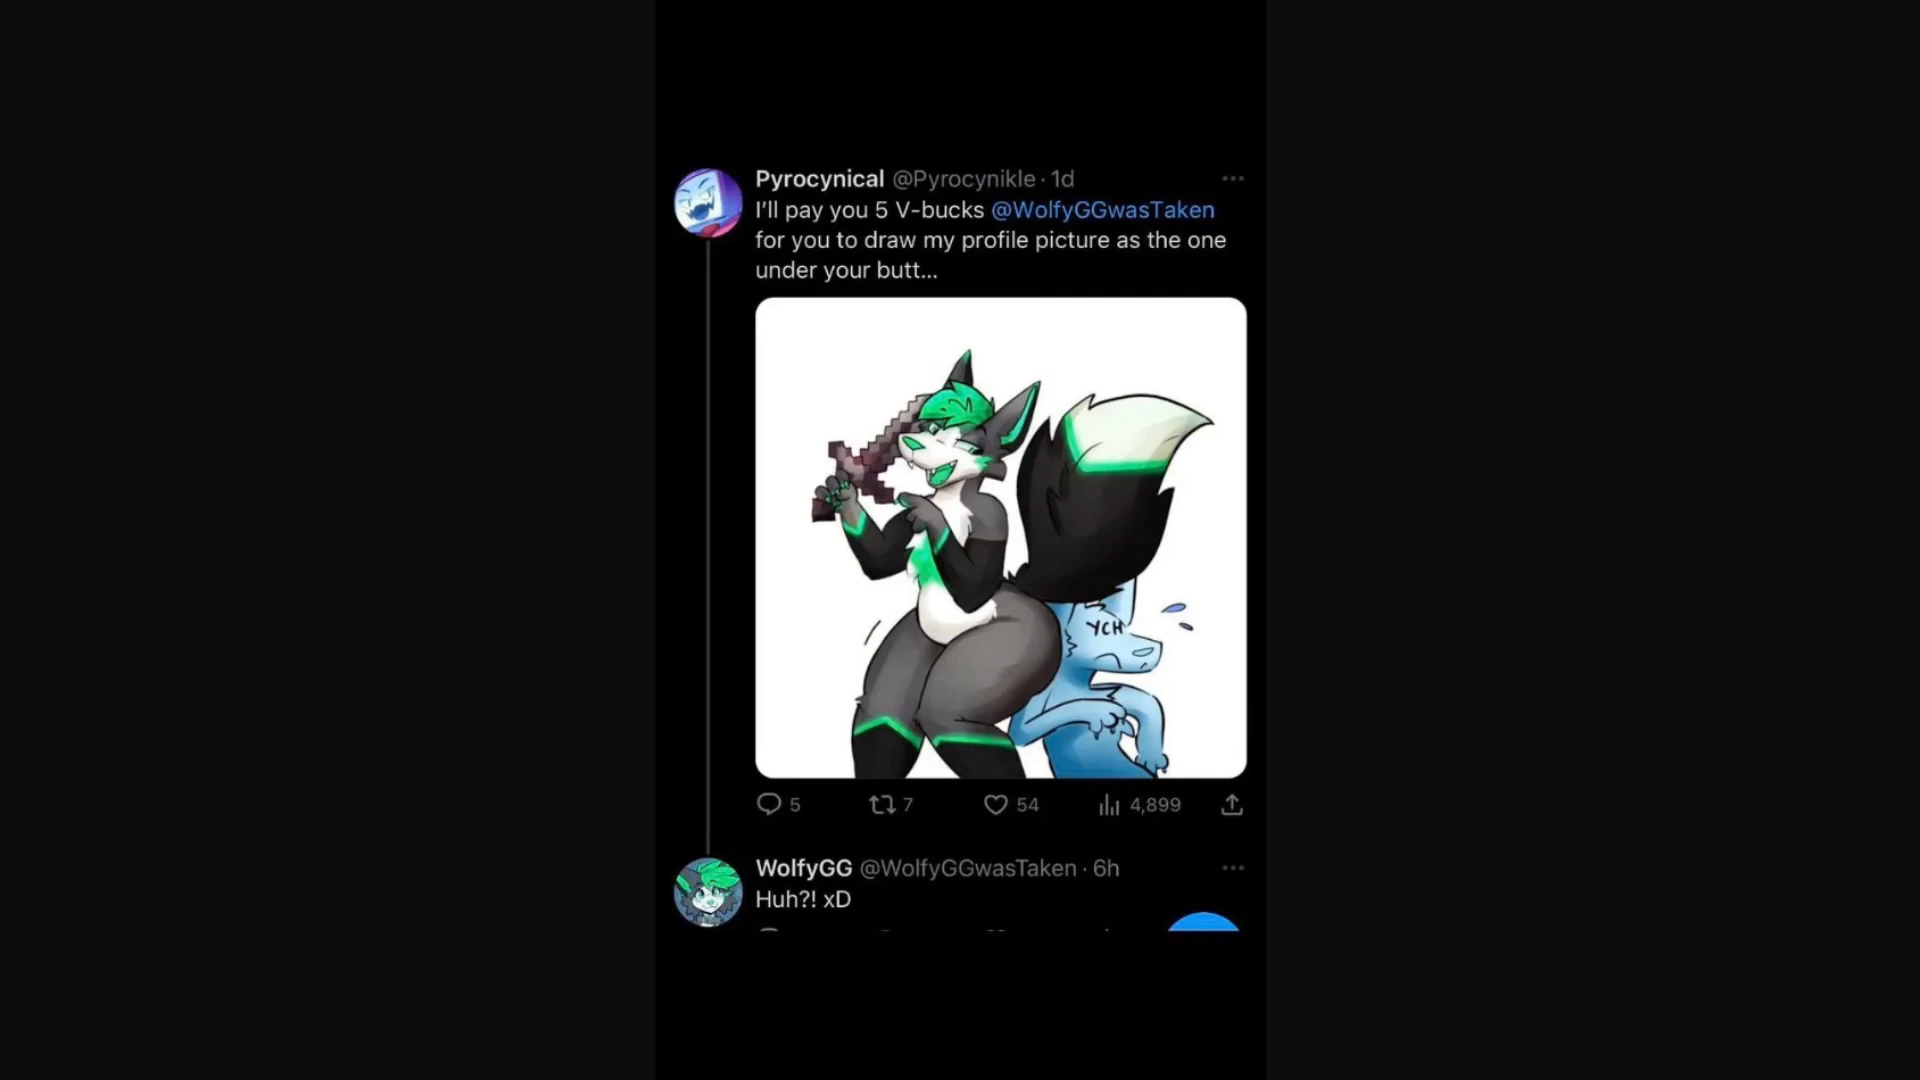 Pyrocynical @Pyrocynikle · 1d
I'll pay you 5 V-bucks @WolfyGGwasTaken
for you to draw my profile picture as the one
under your butt...
YCH
5 7 54 4,899
WolfyGG @WolfyGGwasTaken · 6h
Huh?! xD